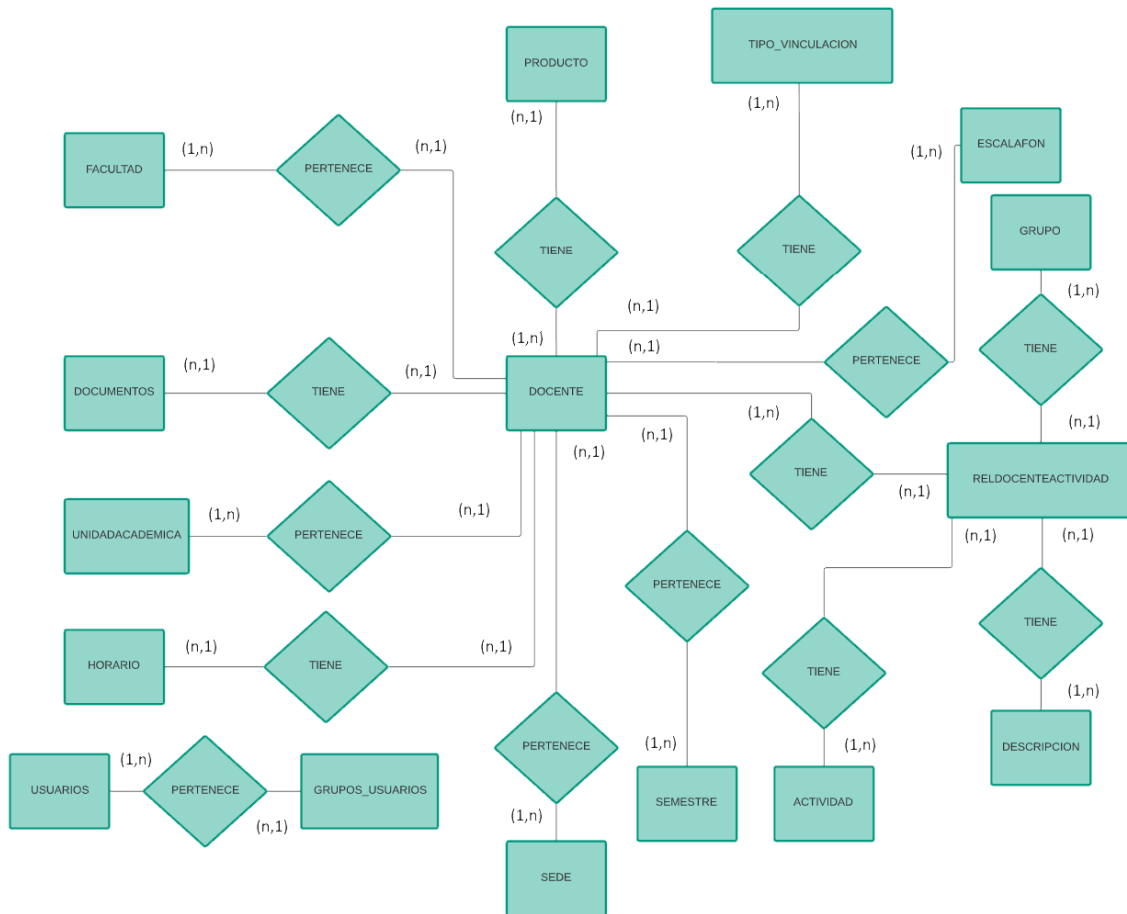 TIPO_VINCULACION
PRODUCTO
(n,1)
(1,n)
FACULTAD
(1,n)
PERTENECE
(n,1)
ESCALAFON
(1,n)
GRUPO
(1,n)
TIENE
TIENE
(n,1)
(1,n)
(n,1)
TIENE
PERTENECE
DOCUMENTOS
(n,1)
TIENE
(n,1)
DOCENTE
(1,n)
(n,1)
(n,1)
(n,1)
TIENE
(n,1)
RELDOCENTEACTIVIDAD
UNIDADACADEMICA
(1,n)
PERTENECE
(n,1)
(n,1)
(n,1)
PERTENECE
TIENE
HORARIO
(n,1)
TIENE
(n,1)
TIENE
(1,n)
PERTENECE
(1,n)
(1,n)
DESCRIPCION
USUARIOS
(1,n)
PERTENECE
(n,1)
GRUPOS_USUARIOS
SEMESTRE
ACTIVIDAD
(1,n)
SEDE